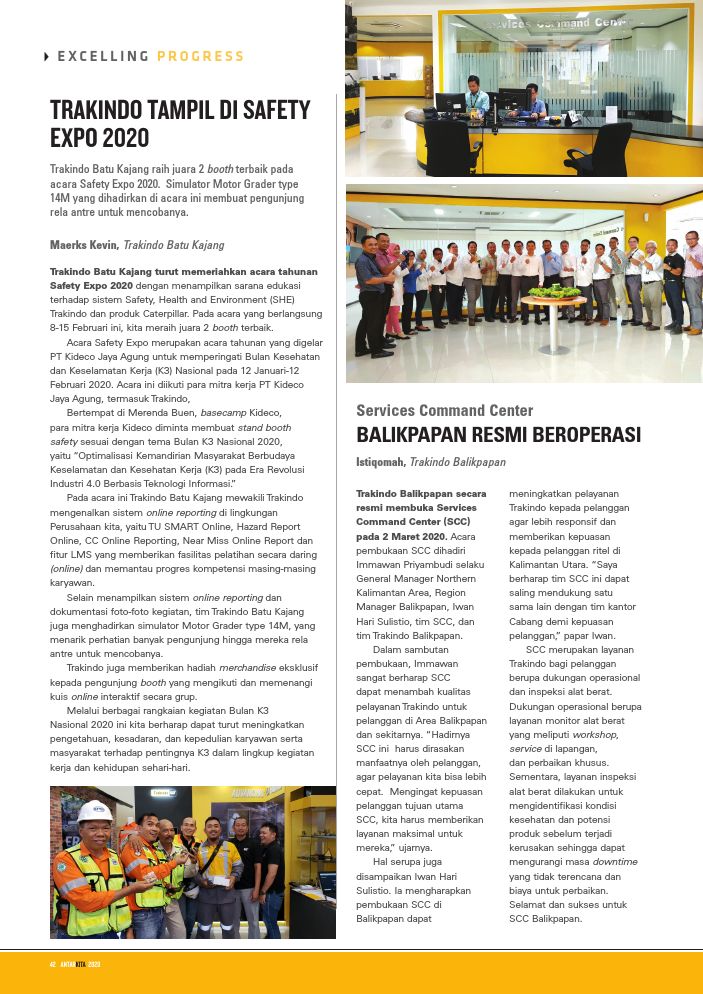 EXCELLING PROGRESS
TRAKINDO TAMPIL DI SAFETY
EXPO 2020
Trakindo Batu Kajang raih juara 2 booth terbaik pada
acara Safety Expo 2020. Simulator Motor Grader type
14M yang dihadirkan di acara ini membuat pengunjung
rela antre untuk mencobanya.
Maerks Kevin, Trakindo Batu Kajang
Trakindo Batu Kajang turut memeriahkan acara tahunan
Safety Expo 2020 dengan menampilkan sarana edukasi
terhadap sistem Safety, Health and Environment (SHE)
Trakindo dan produk Caterpillar. Pada acara yang berlangsung
8-15 Februari ini, kita meraih juara 2 booth terbaik.
Acara Safety Expo merupakan acara tahunan yang digelar
PT Kideco Jaya Agung untuk memperingati Bulan Kesehatan
dan Keselamatan Kerja (K3) Nasional pada 12 Januari-12
Februari 2020. Acara ini diikuti para mitra kerja PT Kideco
Jaya Agung, termasuk Trakindo,
Bertempat di Merenda Buen, basecamp Kideco,
para mitra kerja Kideco diminta membuat stand booth
safety sesuai dengan tema Bulan K3 Nasional 2020,
yaitu “Optimalisasi Kemandirian Masyarakat Berbudaya
Keselamatan dan Kesehatan Kerja (K3) pada Era Revolusi
Industri 4.0 Berbasis Teknologi Informasi.”
Pada acara ini Trakindo Batu Kajang mewakili Trakindo
mengenalkan sistem online reporting di lingkungan
Perusahaan kita, yaitu TU SMART Online, Hazard Report
Online, CC Online Reporting, Near Miss Online Report dan
fitur LMS yang memberikan fasilitas pelatihan secara daring
(online) dan memantau progres kompetensi masing-masing
karyawan.
Selain menampilkan sistem online reporting dan
dokumentasi foto-foto kegiatan, tim Trakindo Batu Kajang
juga menghadirkan simulator Motor Grader type 14M, yang
menarik perhatian banyak pengunjung hingga mereka rela
antre untuk mencobanya.
Trakindo juga memberikan hadiah merchandise eksklusif
kepada pengunjung booth yang mengikuti dan memenangi
kuis online interaktif secara grup.
Melalui berbagai rangkaian kegiatan Bulan K3
Nasional 2020 ini kita berharap dapat turut meningkatkan
pengetahuan, kesadaran, dan kepedulian karyawan serta
masyarakat terhadap pentingnya K3 dalam lingkup kegiatan
kerja dan kehidupan sehari-hari.
Services Command Center
Services Command Center
BALIKPAPAN RESMI BEROPERASI
Istiqomah, Trakindo Balikpapan
Trakindo Balikpapan secara
resmi membuka Services
Command Center (SCC)
pada 2 Maret 2020. Acara
pembukaan SCC dihadiri
Immawan Priyambudi selaku
General Manager Northern
Kalimantan Area, Region
Manager Balikpapan, Iwan
Hari Sulistio, tim SCC, dan
tim Trakindo Balikpapan.
Dalam sambutan
pembukaan, Immawan
sangat berharap SCC
dapat menambah kualitas
pelayanan Trakindo untuk
pelanggan di Area Balikpapan
dan sekitarnya. “Hadirnya
SCC ini harus dirasakan
manfaatnya oleh pelanggan,
agar pelayanan kita bisa lebih
cepat. Mengingat kepuasan
pelanggan tujuan utama
SCC, kita harus memberikan
layanan maksimal untuk
mereka,” ujarnya.
Hal serupa juga
disampaikan Iwan Hari
Sulistio. Ia mengharapkan
pembukaan SCC di
Balikpapan dapat
meningkatkan pelayanan
Trakindo kepada pelanggan
agar lebih responsif dan
memberikan kepuasan
kepada pelanggan ritel di
Kalimantan Utara. “Saya
berharap tim SCC ini dapat
saling mendukung satu
sama lain dengan tim kantor
Cabang demi kepuasan
pelanggan,” papar Iwan.
SCC merupakan layanan
Trakindo bagi pelanggan
berupa dukungan operasional
dan inspeksi alat berat.
Dukungan operasional berupa
layanan monitor alat berat
yang meliputi workshop,
service di lapangan,
dan perbaikan khusus.
Sementara, layanan inspeksi
alat berat dilakukan untuk
mengidentifikasi kondisi
kesehatan dan potensi
produk sebelum terjadi
kerusakan sehingga dapat
mengurangi masa downtime
yang tidak terencana dan
biaya untuk perbaikan.
Selamat dan sukses untuk
SCC Balikpapan.
42 ANTARKITA 2020